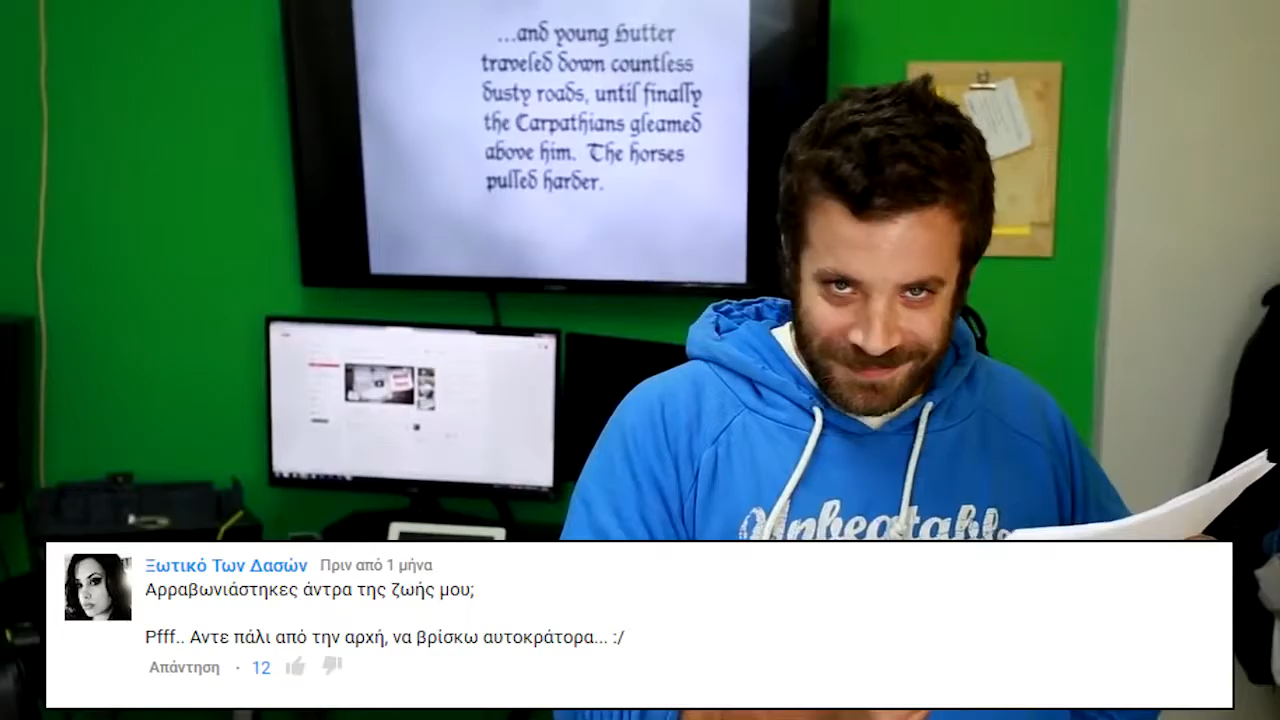 ...and young Hutter
traveled down countless
dusty roads, until finally
the Carpathians gleamed
above him. The horses
pulled harder.
Unbeatable
Ξωτικό Των Δασών Πριν από 1 μήνα
Αρραβωνιάστηκες άντρα της ζωής μου;
Pfff.. Αντε πάλι από την αρχή, να βρίσκω αυτοκράτορα... :/
Απάντηση · 12